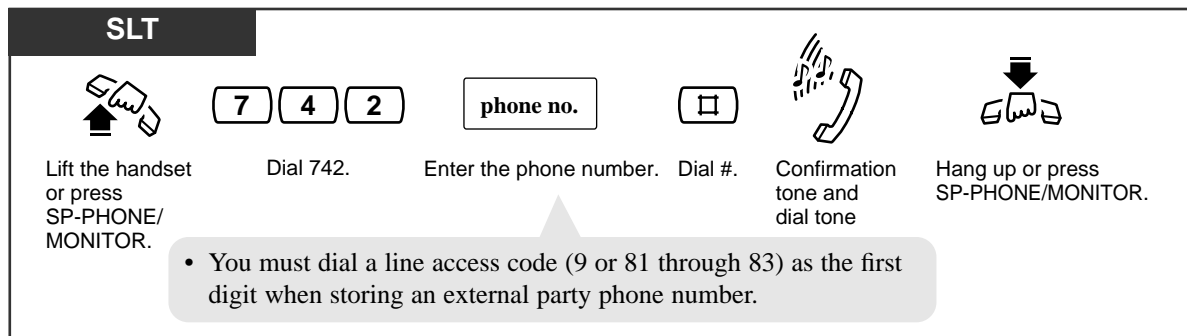 SLT
7 4 2
phone no.
#
Lift the handset
or press
SP-PHONE/
MONITOR.
Dial 742.
Enter the phone number.
Dial #.
Confirmation
tone and
dial tone
Hang up or press
SP-PHONE/MONITOR.
• You must dial a line access code (9 or 81 through 83) as the first
digit when storing an external party phone number.